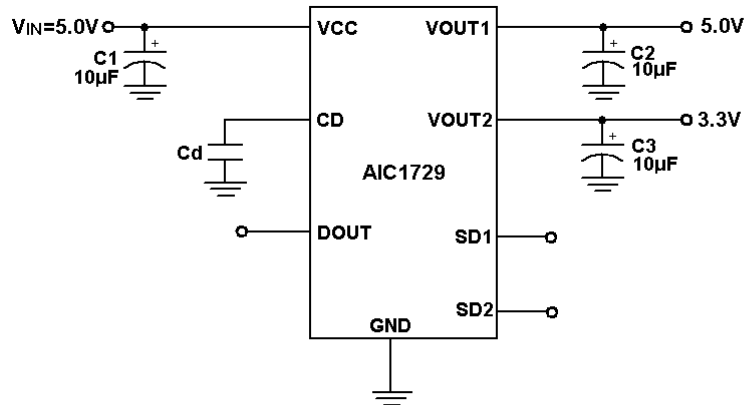 VIN=5.0V
VCC
VOUT1
5.0V
+
C1
10µF
+
C2
10µF
CD
VOUT2
3.3V
Cd
+
C3
10µF
AIC1729
DOUT
SD1
SD2
GND